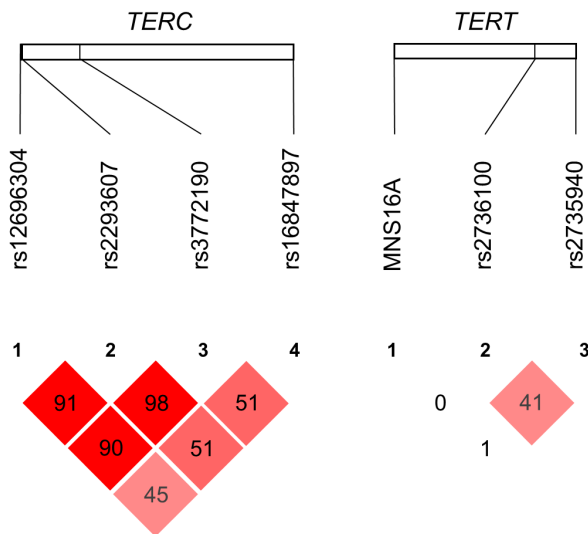 TERC TERT
rs12696304 rs2293607 rs3772190 rs16847897 MNS16A rs2736100 rs2735940
1 2 3 4 1 2 3
91 98 51 0 41
90 51 1
45